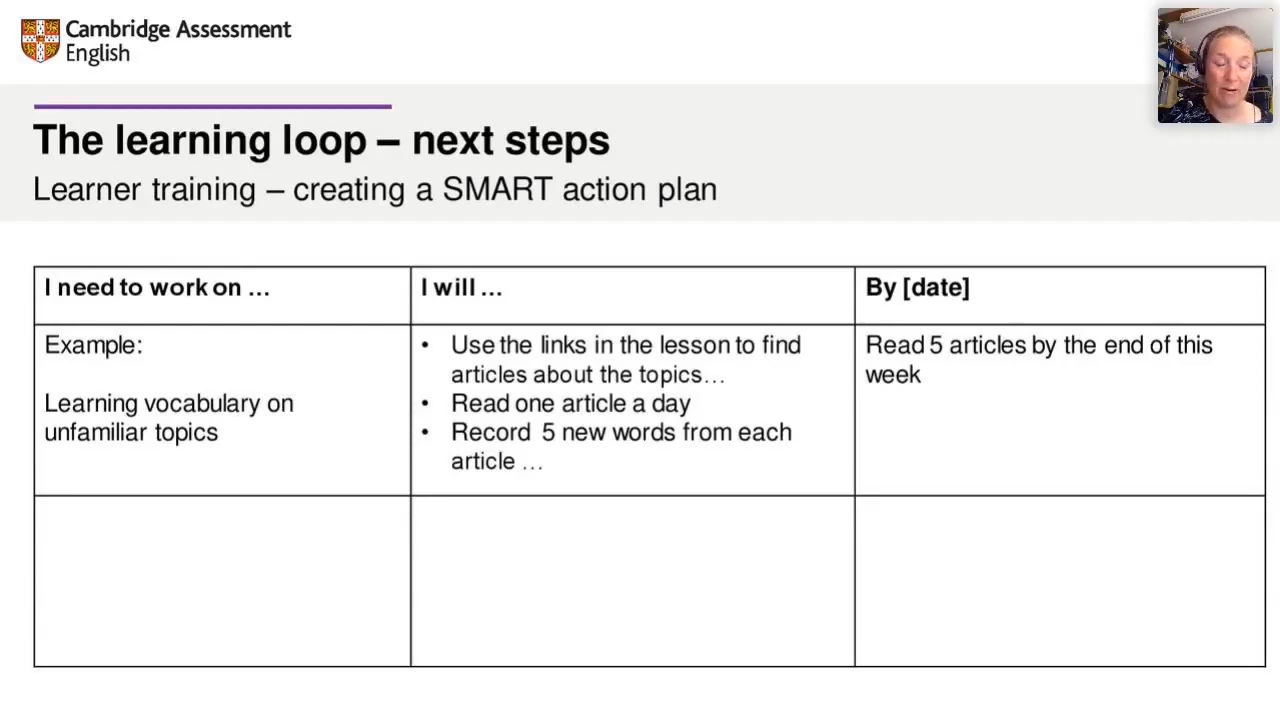 Cambridge Assessment
English
The learning loop – next steps
Learner training – creating a SMART action plan
I need to work on …
I will …
By [date]
Example:
Learning vocabulary on
unfamiliar topics
• Use the links in the lesson to find
articles about the topics…
• Read one article a day
• Record 5 new words from each
article …
Read 5 articles by the end of this
week